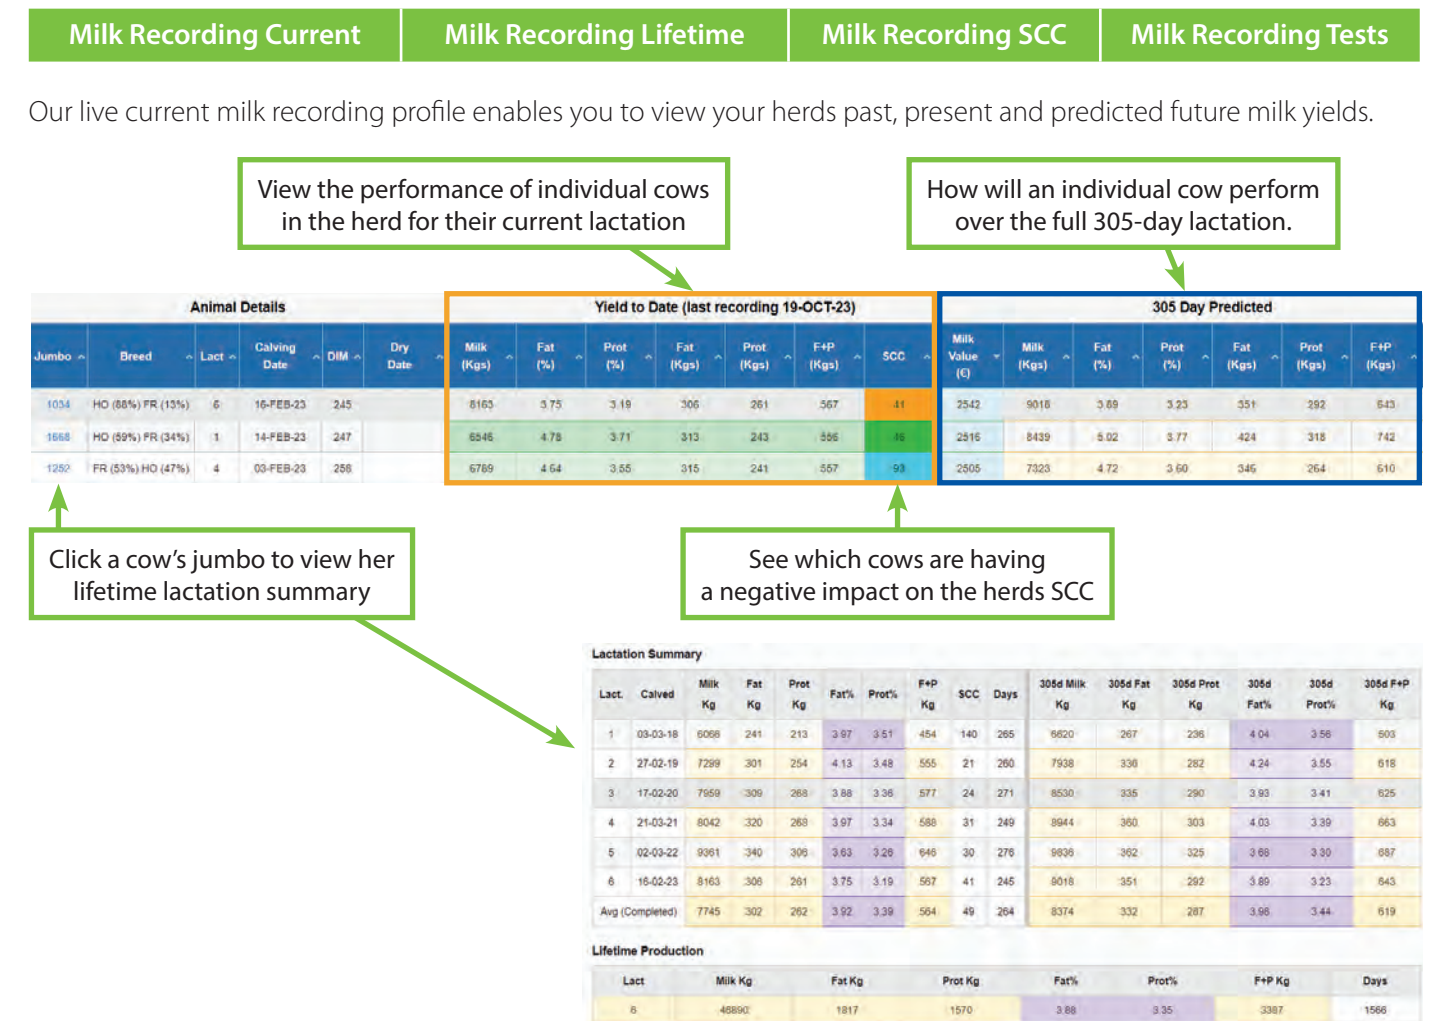 Milk Recording Current Milk Recording Lifetime Milk Recording SCC Milk Recording Tests
Our live current milk recording profile enables you to view your herds past, present and predicted future milk yields.
View the performance of individual cows
in the herd for their current lactation
How will an individual cow perform
over the full 305-day lactation.
Animal Details Yield to Date (last recording 19-OCT-23) 305 Day Predicted
Jumbo Breed Lact Calving Date DIM Dry Date Milk (Kgs) Fat (%) Prot (%) Fat (Kgs) Prot (Kgs) F+P (Kgs) SCC Milk Value (€) Milk (Kgs) Fat (%) Prot (%) Fat (Kgs) Prot (Kgs) F+P (Kgs)
1034 HO (88%) FR (13%) 6 16-FEB-23 245 8163 3.75 3.19 306 261 567 41 2542 9018 3.89 3.23 351 292 643
1668 HO (59%) FR (34%) 1 14-FEB-23 247 6546 4.78 3.71 313 243 556 46 2516 8439 5.02 3.77 424 318 742
1252 FR (53%) HO (47%) 4 03-FEB-23 258 6789 4.64 3.55 315 241 557 93 2505 7323 4.72 3.60 346 264 610
Click a cow's jumbo to view her
lifetime lactation summary
See which cows are having
a negative impact on the herds SCC
Lactation Summary
Lact. Calved Milk Kg Fat Kg Prot Kg Fat% Prot% F+P Kg SCC Days 305d Milk Kg 305d Fat Kg 305d Prot Kg 305d Fat% 305d Prot% 305d F+P Kg
1 03-03-18 6066 241 213 3.97 3.51 454 140 265 6620 267 236 4.04 3.56 503
2 27-02-19 7299 301 254 4.13 3.48 555 21 260 7938 336 282 4.24 3.55 618
3 17-02-20 7959 309 268 3.88 3.36 577 24 271 8530 335 290 3.93 3.41 625
4 21-03-21 8042 320 268 3.97 3.34 588 31 249 8944 360 303 4.03 3.39 663
5 02-03-22 9361 340 306 3.63 3.26 646 30 276 9836 362 325 3.68 3.30 687
6 16-02-23 8163 306 261 3.75 3.19 567 41 245 9018 351 292 3.89 3.23 643
Avg (Completed) 7745 302 262 3.92 3.39 564 49 264 8374 332 287 3.98 3.44 619
Lifetime Production
Lact Milk Kg Fat Kg Prot Kg Fat% Prot% F+P Kg Days
6 46890 1817 1570 3.88 3.35 3387 1566